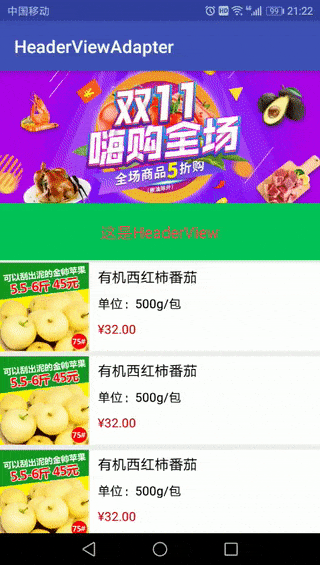 中国移动
HD
99
21:22
HeaderViewAdapter
双11
嗨购全场
全场商品5折购
这是HeaderView
可以刮出泥的金帅苹果
5.5-6斤 45元
75#
有机西红柿番茄
单位：500g/包
¥32.00
可以刮出泥的金帅苹果
5.5-6斤 45元
75#
有机西红柿番茄
单位：500g/包
¥32.00
可以刮出泥的金帅苹果
5.5-6斤 45元
75#
有机西红柿番茄
单位：500g/包
¥32.00